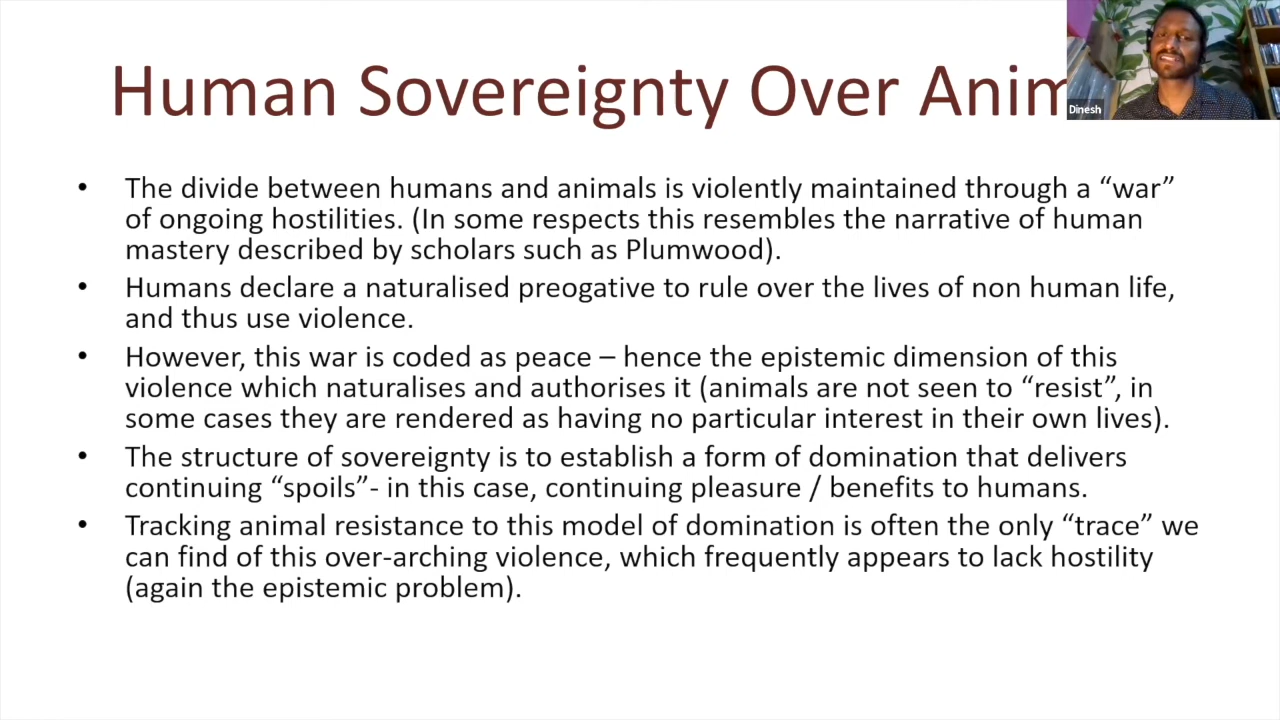 Human Sovereignty Over Anim
Dinesh
• The divide between humans and animals is violently maintained through a “war”
of ongoing hostilities. (In some respects this resembles the narrative of human
mastery described by scholars such as Plumwood).
• Humans declare a naturalised preogative to rule over the lives of non human life,
and thus use violence.
• However, this war is coded as peace – hence the epistemic dimension of this
violence which naturalises and authorises it (animals are not seen to “resist”, in
some cases they are rendered as having no particular interest in their own lives).
• The structure of sovereignty is to establish a form of domination that delivers
continuing “spoils”- in this case, continuing pleasure / benefits to humans.
• Tracking animal resistance to this model of domination is often the only “trace” we
can find of this over-arching violence, which frequently appears to lack hostility
(again the epistemic problem).